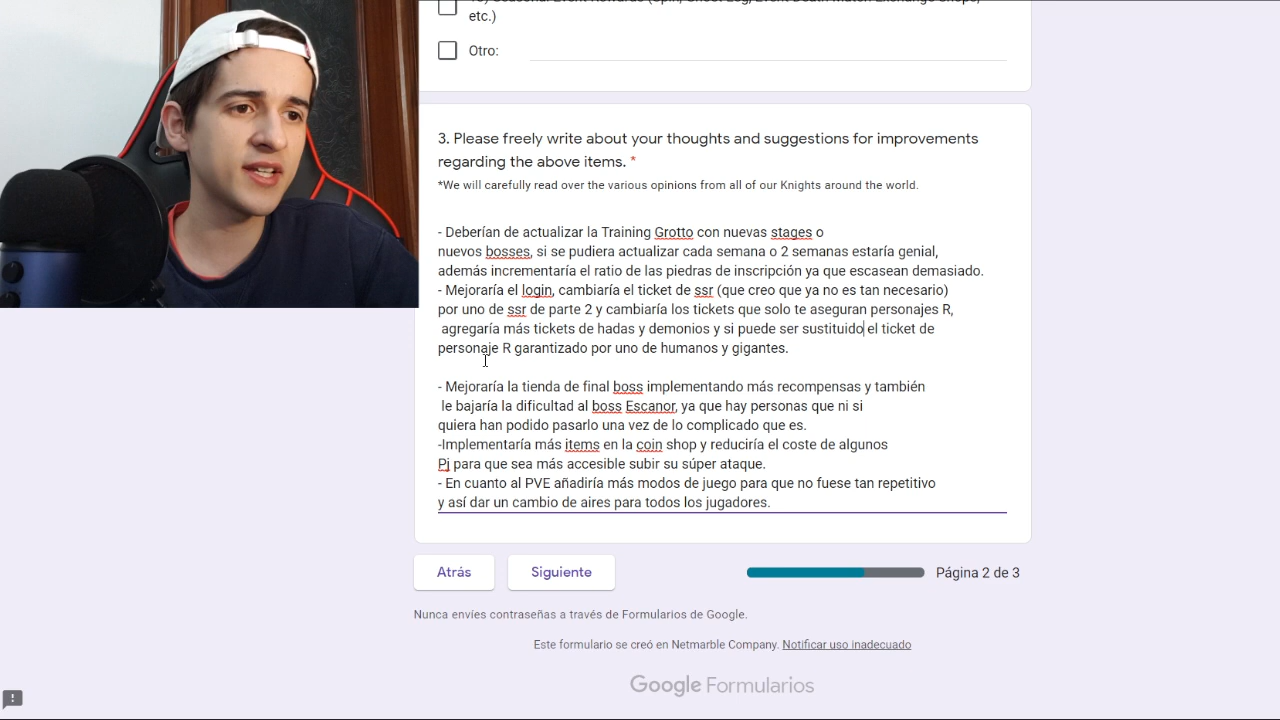 etc.)
Otro:
3. Please freely write about your thoughts and suggestions for improvements
regarding the above items. *
*We will carefully read over the various opinions from all of our Knights around the world.
- Deberían de actualizar la Training Grotto con nuevas stages o
nuevos bosses, si se pudiera actualizar cada semana o 2 semanas estaría genial,
además incrementaría el ratio de las piedras de inscripción ya que escasean demasiado.
- Mejoraría el login, cambiaría el ticket de ssr (que creo que ya no es tan necesario)
por uno de ssr de parte 2 y cambiaría los tickets que solo te aseguran personajes R,
agregaría más tickets de hadas y demonios y si puede ser sustituido el ticket de
personaje R garantizado por uno de humanos y gigantes.
- Mejoraría la tienda de final boss implementando más recompensas y también
le bajaría la dificultad al boss Escanor, ya que hay personas que ni si
quiera han podido pasarlo una vez de lo complicado que es.
-Implementaría más items en la coin shop y reduciría el coste de algunos
Pj para que sea más accesible subir su súper ataque.
- En cuanto al PVE añadiría más modos de juego para que no fuese tan repetitivo
y así dar un cambio de aires para todos los jugadores.
Atrás
Siguiente
Página 2 de 3
Nunca envíes contraseñas a través de Formularios de Google.
Este formulario se creó en Netmarble Company. Notificar uso inadecuado
Google Formularios